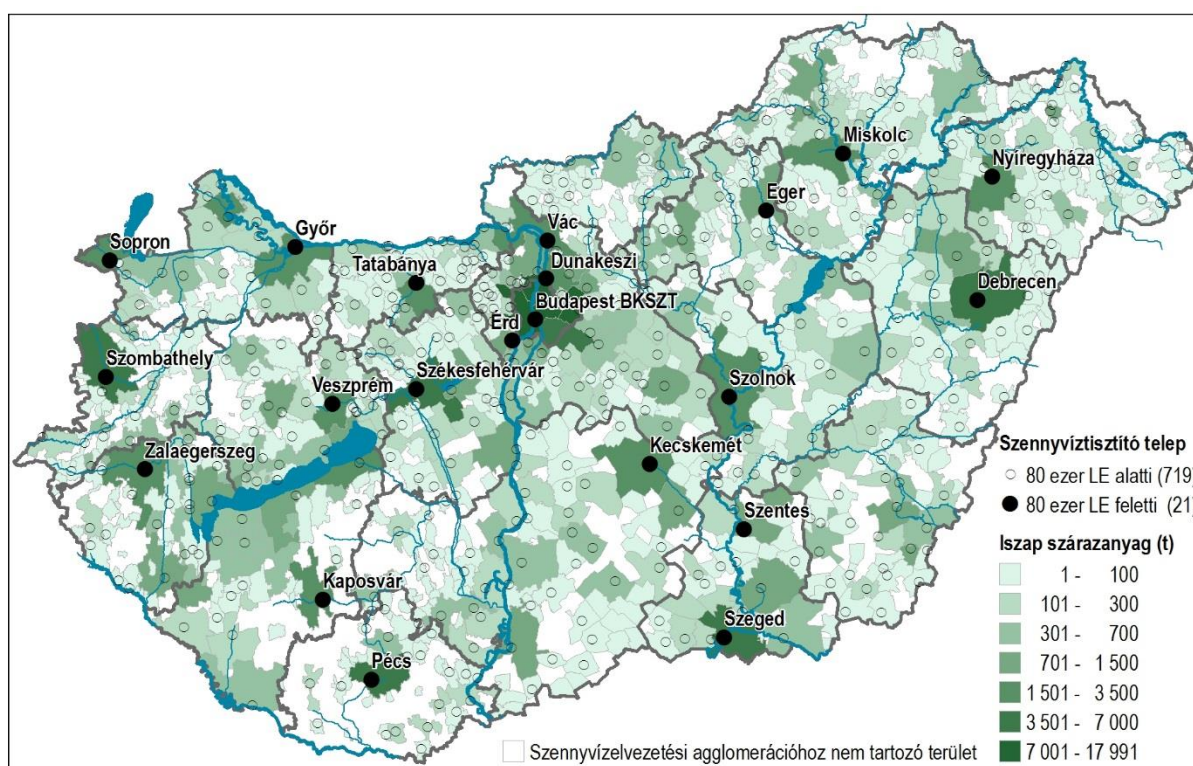 Miskolc
Nyíregyháza
Eger
Vác
Győr
Sopron
Tatabánya
Dunakeszi
Debrecen
Budapest BKSZT
Érd
Szombathely
Székesfehérvár
Veszprém
Szolnok
Kecskemét
Zalaegerszeg
Szentes
Kaposvár
Szeged
Pécs
Szennyvíztisztító telep
80 ezer LE alatti (719)
80 ezer LE feletti (21)
Iszap szárazanyag (t)
1 - 100
101 - 300
301 - 700
701 - 1 500
1 501 - 3 500
3 501 - 7 000
7 001 - 17 991
Szennyvízelvezetési agglomerációhoz nem tartozó terület